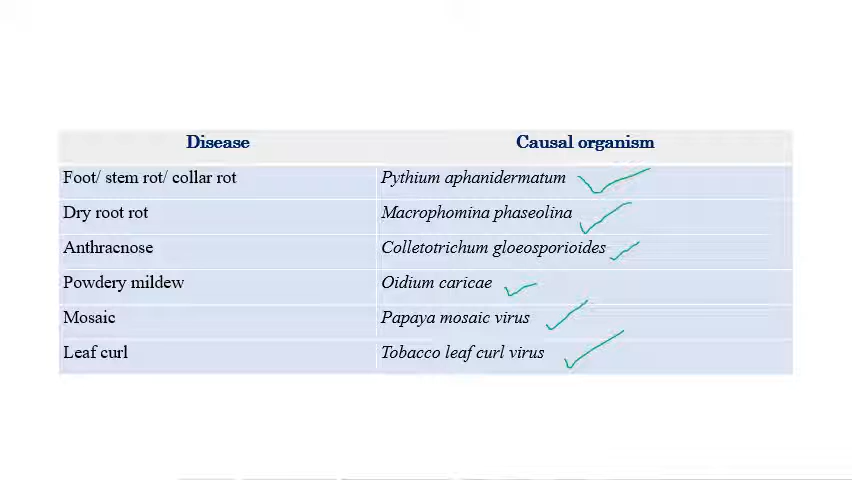 Disease Causal organism
Foot/ stem rot/ collar rot Pythium aphanidermatum
Dry root rot Macrophomina phaseolina
Anthracnose Colletotrichum gloeosporioides
Powdery mildew Oidium caricae
Mosaic Papaya mosaic virus
Leaf curl Tobacco leaf curl virus